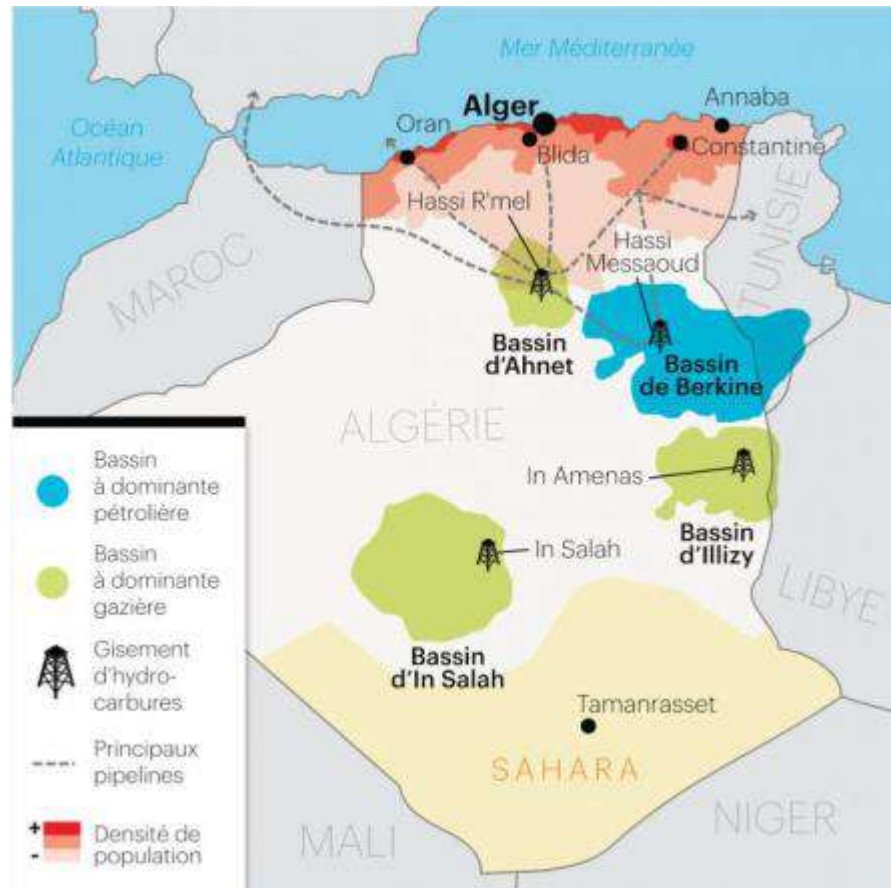 Mer Méditerranée
Océan
Atlantique
Alger
Oran
Blida
Annaba
Constantine
Hassi R'mel
Hassi
Messaoud
MAROC
TUNISIE
Bassin
d'Ahnet
Bassin
de Berkine
ALGÉRIE
In Amenas
Bassin
d'Illizy
In Salah
Bassin
d'In Salah
LIBYE
Tamanrasset
SAHARA
MALI
NIGER
Bassin
à dominante
pétrolière
Bassin
à dominante
gazière
Gisement
d'hydro-
carbures
Principaux
pipelines
+
-
Densité de
population